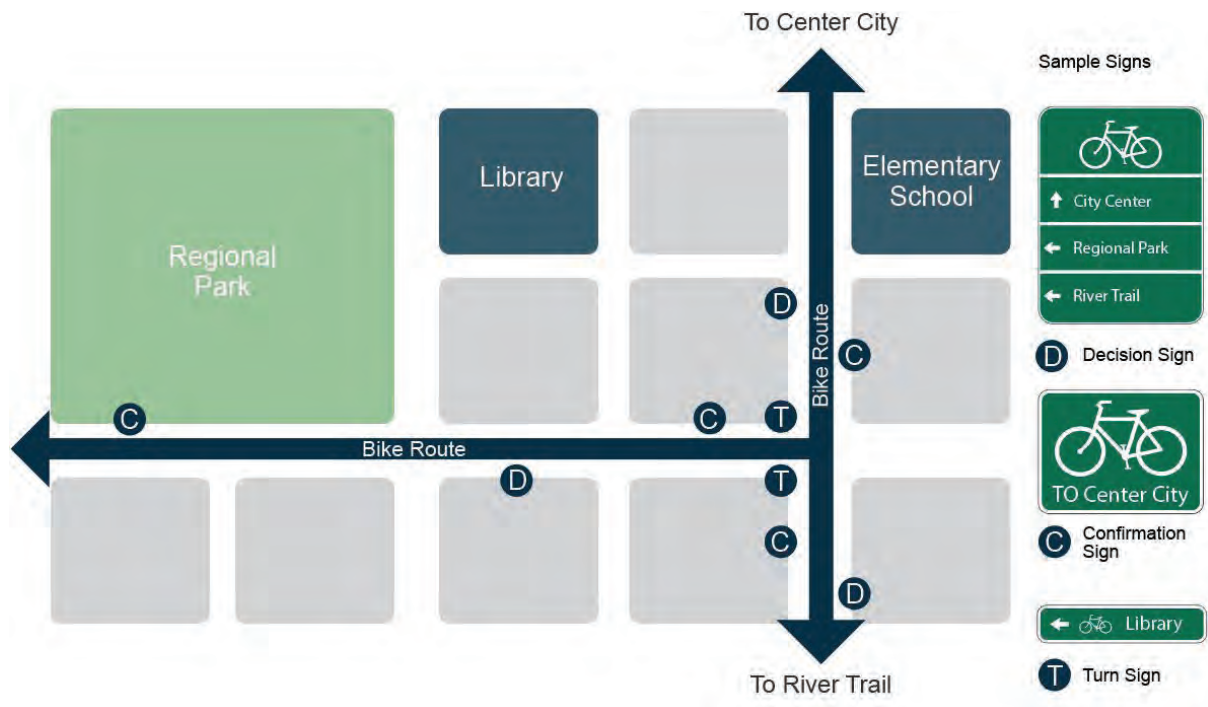 To Center City
Sample Signs
Library
Elementary
School
City Center
Regional
Park
Regional Park
River Trail
D
Bike Route
C
D Decision Sign
C
C
T
Bike Route
TO Center City
D
T
C
C Confirmation
Sign
D
Library
To River Trail
T Turn Sign